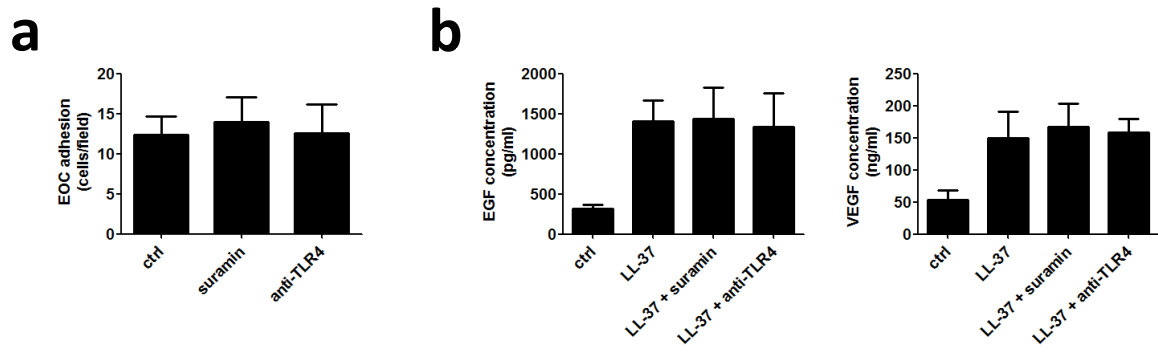 a
EOC adhesion
(cells/field)
20
15
10
5
0
ctrl
suramin
anti-TLR4
b
EGF concentration
(pg/ml)
2000
1500
1000
500
0
ctrl
LL-37
LL-37 + suramin
LL-37 + anti-TLR4
VEGF concentration
(ng/ml)
250
200
150
100
50
0
ctrl
LL-37
LL-37 + suramin
LL-37 + anti-TLR4